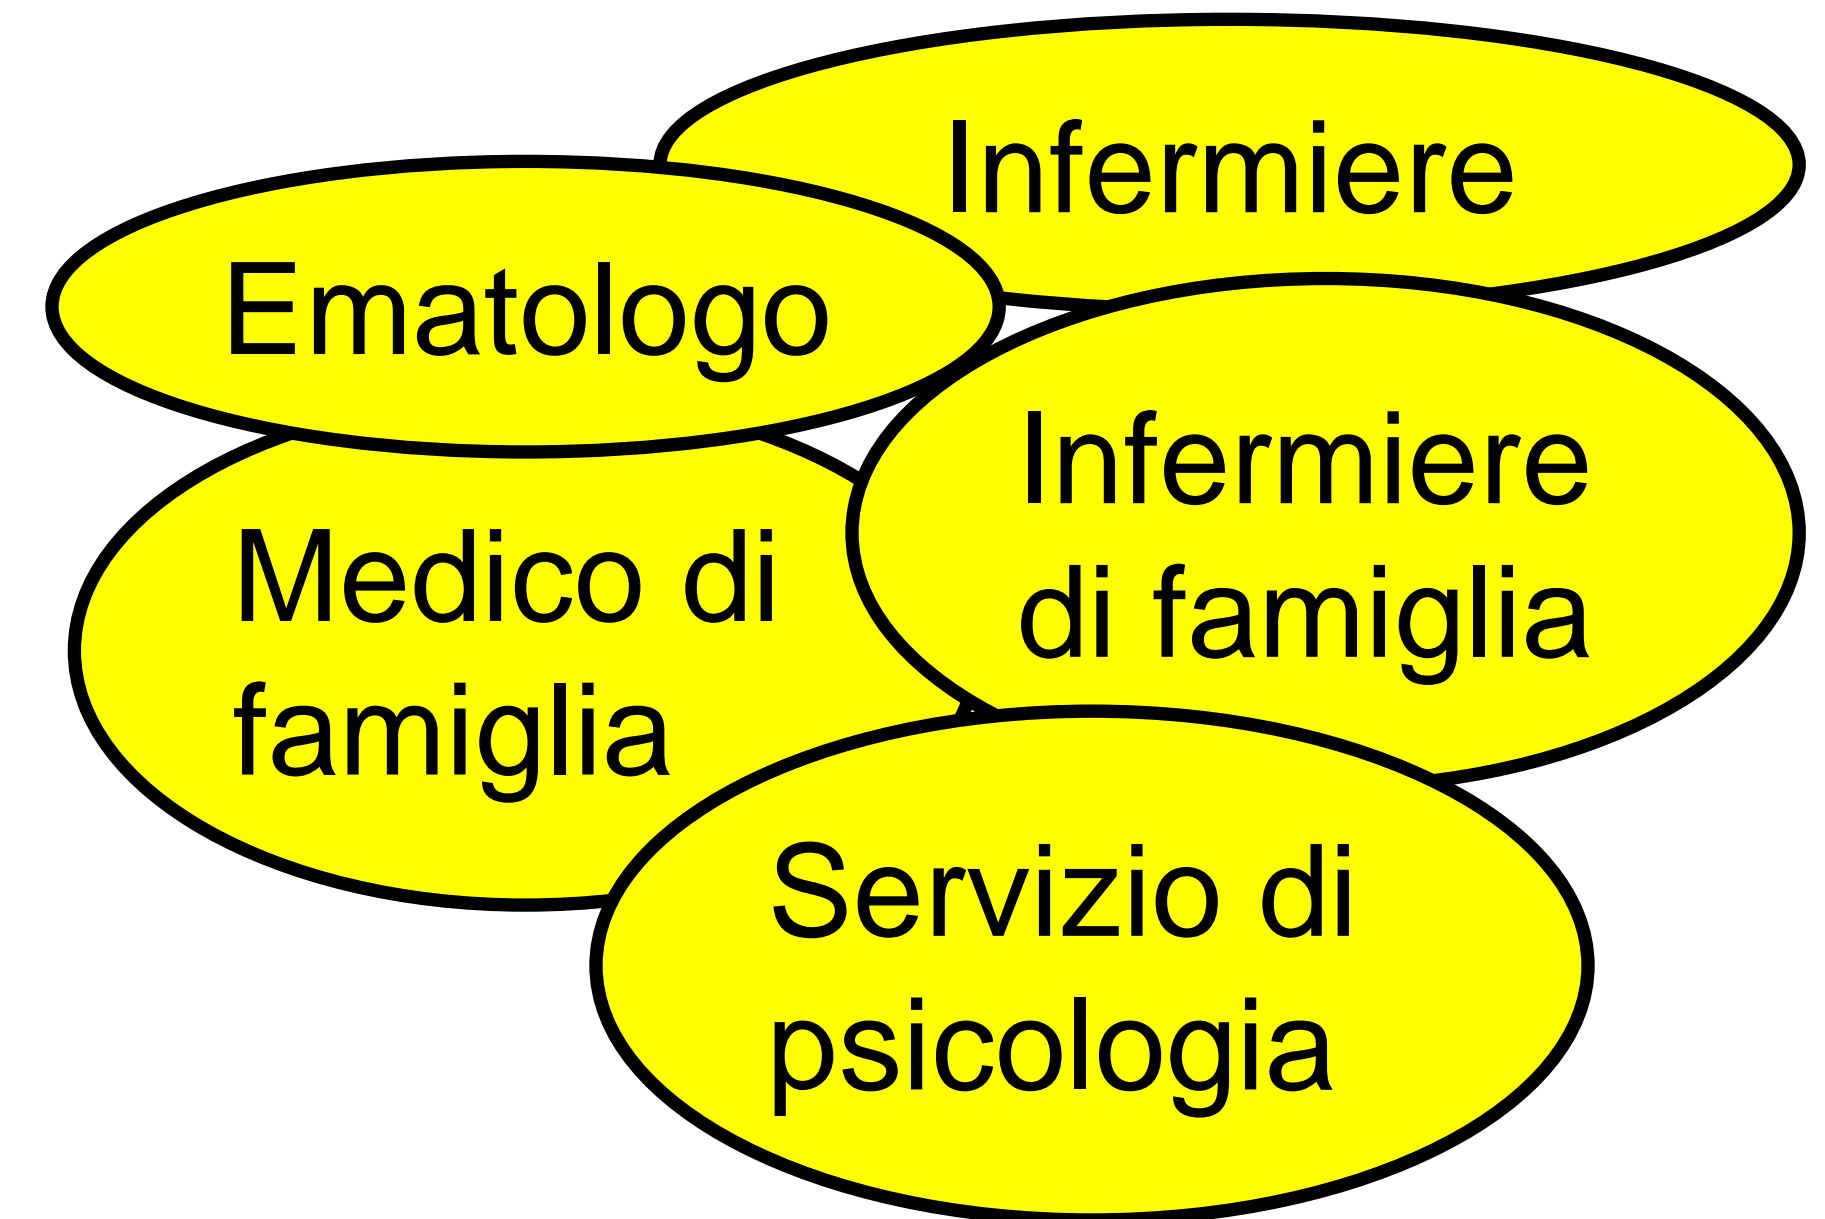 Infermiere
Ematologo
Infermiere
di famiglia
Medico di
famiglia
Servizio di
psicologia